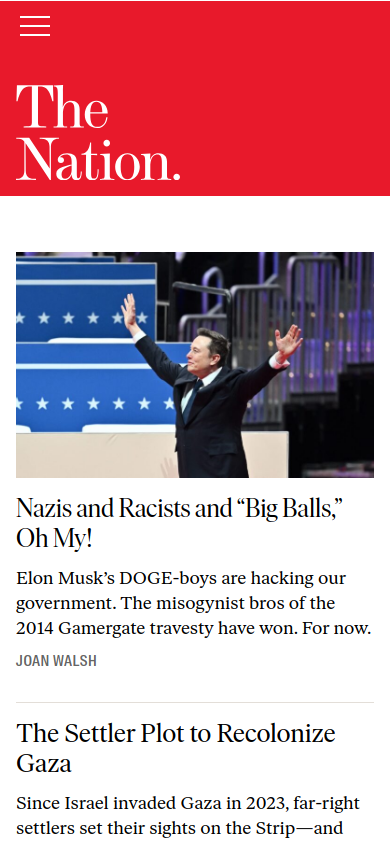 The
Nation.
Nazis and Racists and “Big Balls,”
Oh My!
Elon Musk’s DOGE-boys are hacking our
government. The misogynist bros of the
2014 Gamergate travesty have won. For now.
JOAN WALSH
The Settler Plot to Recolonize
Gaza
Since Israel invaded Gaza in 2023, far-right
settlers set their sights on the Strip—and